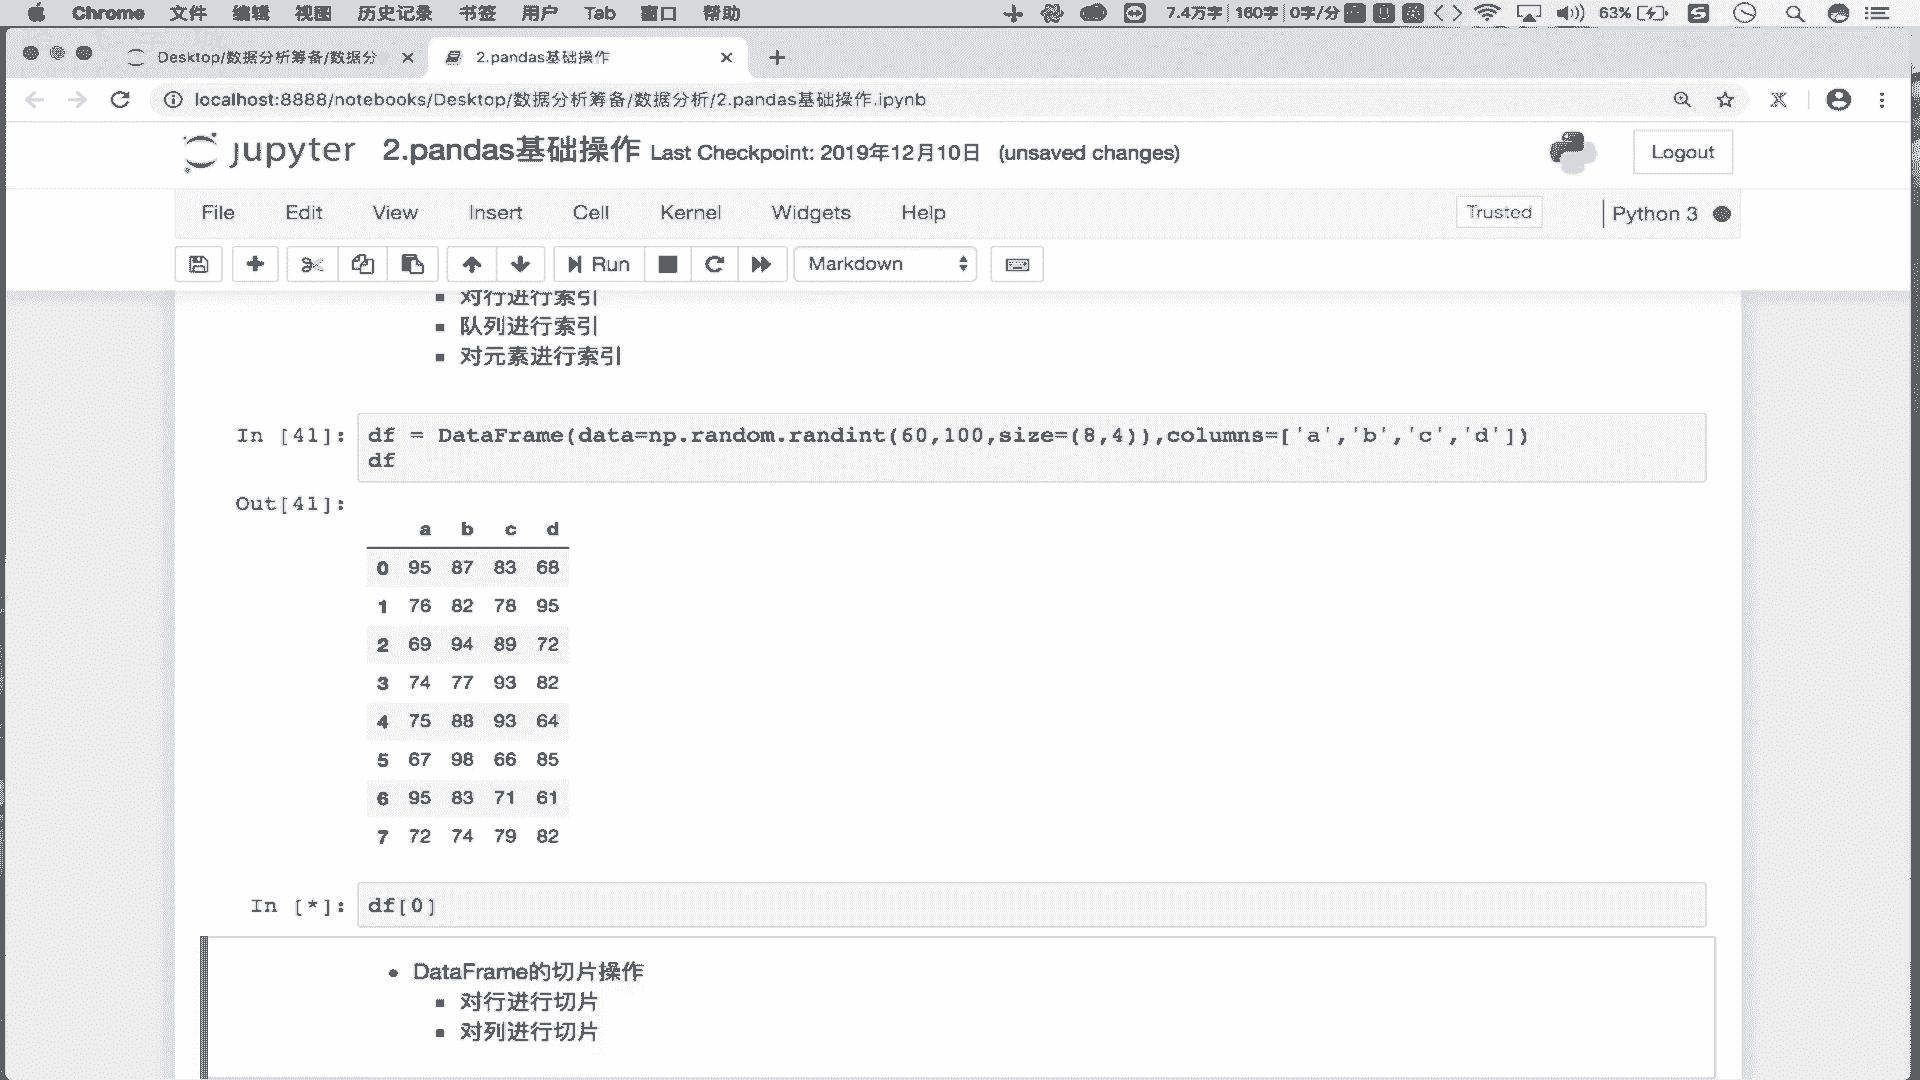 Chrome 文件 编辑 视图 历史记录 书签 用户 Tab 窗口 帮助 7.4万字 160字 0字/分 63%
Desktop/数据分析筹备/数据分 2.pandas基础操作
localhost:8888/notebooks/Desktop/数据分析筹备/数据分析/2.pandas基础操作.ipynb
jupyter 2.pandas基础操作 Last Checkpoint: 2019年12月10日 (unsaved changes) Logout
File Edit View Insert Cell Kernel Widgets Help Trusted Python 3
Run Markdown
对行进行索引
队列进行索引
对元素进行索引
In [41]: df = DataFrame(data=np.random.randint(60,100,size=(8,4)),columns=['a','b','c','d'])
df
Out[41]:
a b c d
0 95 87 83 68
1 76 82 78 95
2 69 94 89 72
3 74 77 93 82
4 75 88 93 64
5 67 98 66 85
6 95 83 71 61
7 72 74 79 82
In [*]: df[0]
DataFrame的切片操作
对行进行切片
对列进行切片